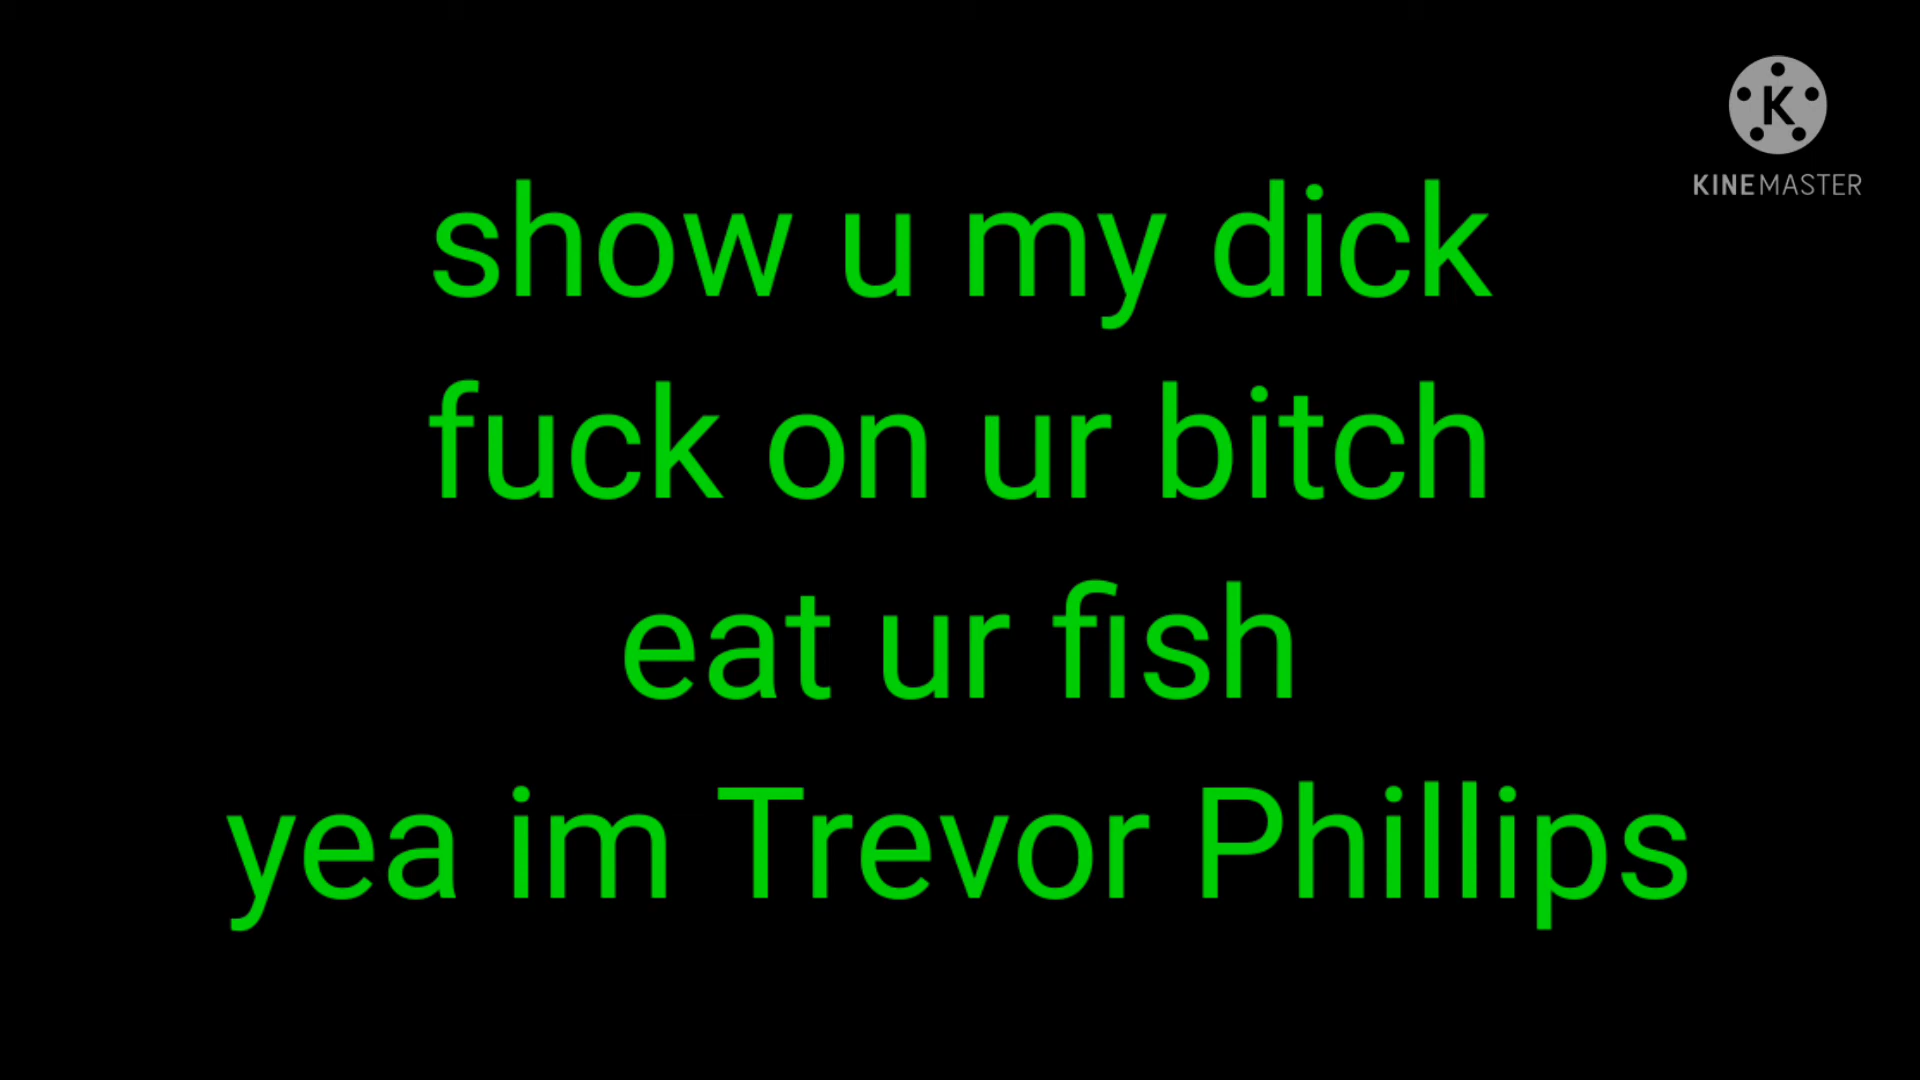 K
KINEMASTER
show u my dick
fuck on ur bitch
eat ur fish
yea im Trevor Phillips